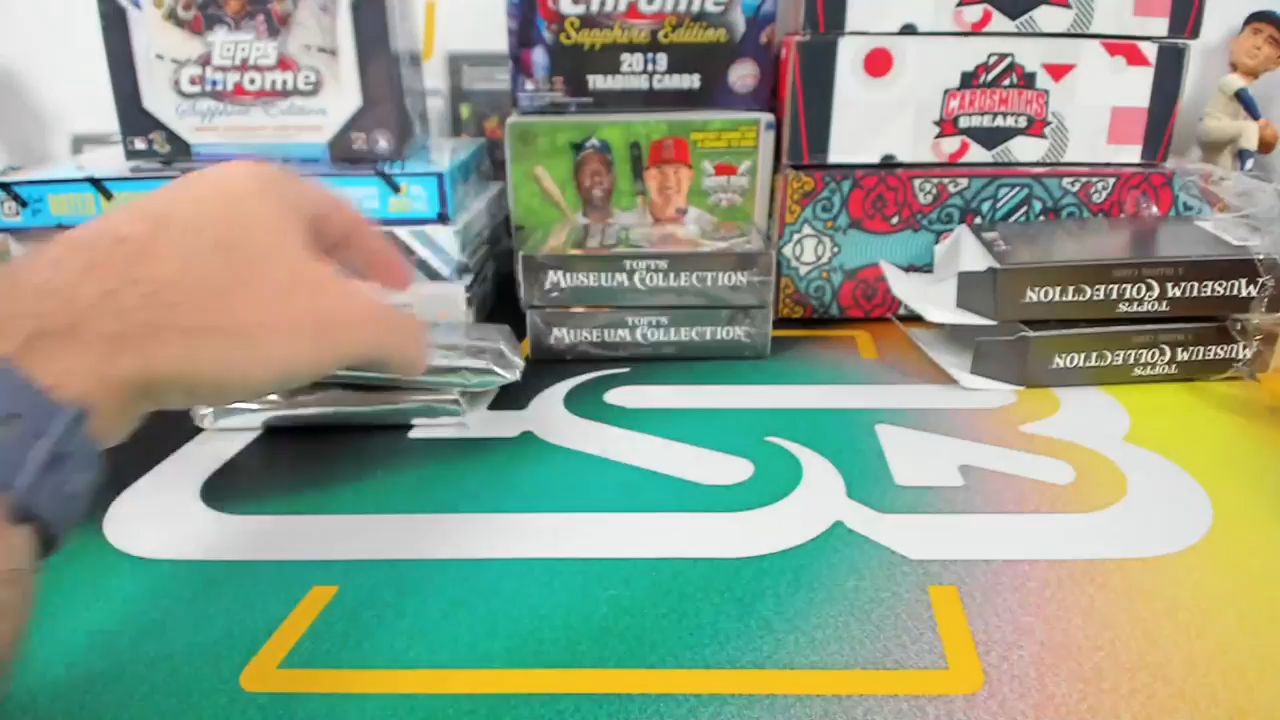 Topps
Chrome
Sapphire Edition
Chrome
Sapphire Edition
2019
TRADING CARDS
CARDSMITHS
BREAKS
TOPPS
MUSEUM COLLECTION
TOPPS
MUSEUM COLLECTION
TOPPS
MUSEUM COLLECTION
TOPPS
MUSEUM COLLECTION